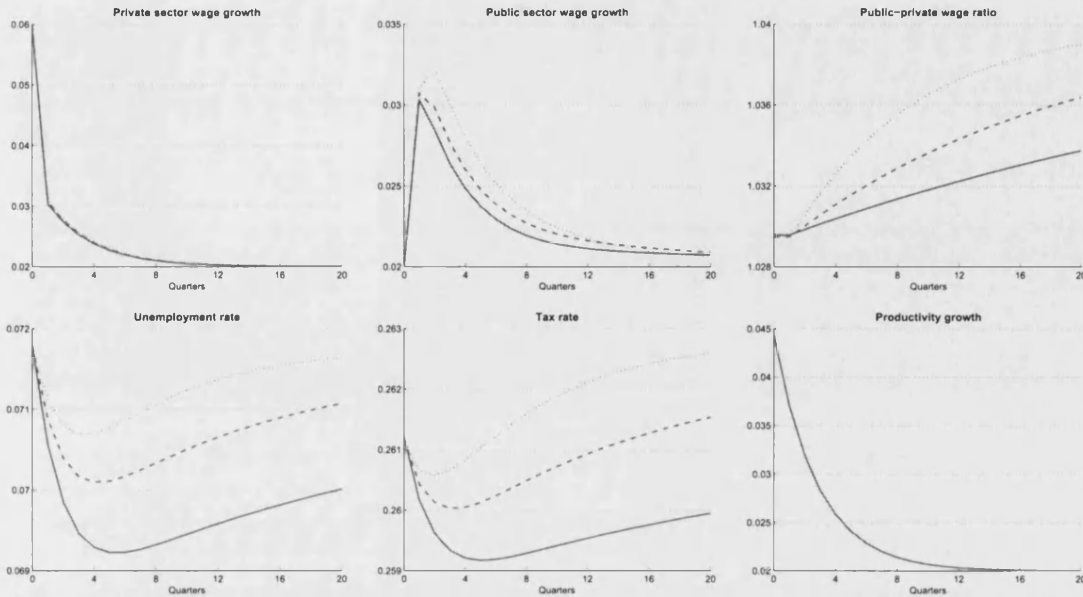 Private sector wage growth
0.06
0.05
0.04
0.03
0.02
0 4 8 12 16 20
Quarters
Public sector wage growth
0.035
0.03
0.025
0.02
0 4 8 12 16 20
Quarters
Public-private wage ratio
1.04
1.036
1.032
1.028
0 4 8 12 16 20
Quarters
Unemployment rate
0.072
0.071
0.07
0.069
0 4 8 12 16 20
Quarters
Tax rate
0.263
0.262
0.261
0.26
0.259
0 4 8 12 16 20
Quarters
Productivity growth
0.045
0.04
0.035
0.03
0.025
0.02
0 4 8 12 16 20
Quarters